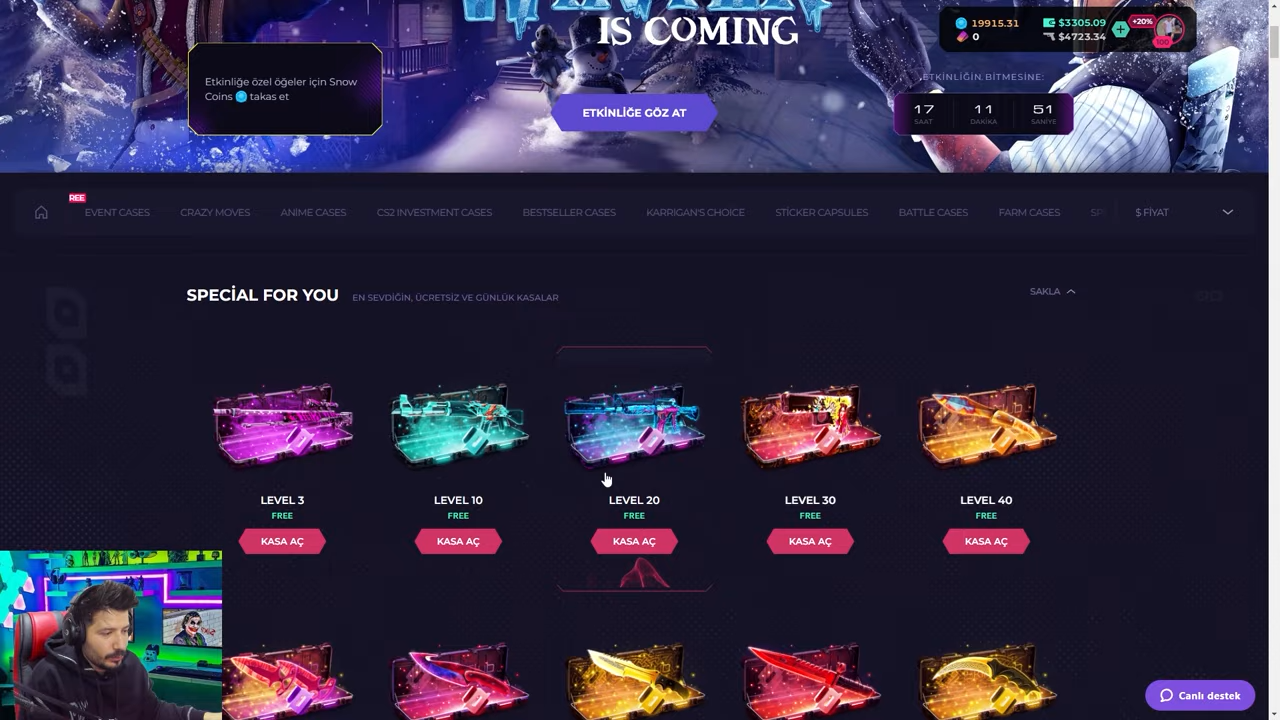 IS COMING
19915.31
$3305.09
+20%
0
$4723.34
100
Etkinliğe özel öğeler için Snow
Coins takas et
ETKİNLİĞE GÖZ AT
ETKİNLİĞİN BİTMESİNE:
17 11 51
SAAT DAKİKA SANİYE
REE
EVENT CASES CRAZY MOVES ANIME CASES CS2 INVESTMENT CASES BESTSELLER CASES KARRIGAN'S CHOICE STİCKER CAPSULES BATTLE CASES FARM CASES $ FİYAT
SPECİAL FOR YOU EN SEVDİĞİN, ÜCRETSİZ VE GÜNLÜK KASALAR SAKLA
LEVEL 3 LEVEL 10 LEVEL 20 LEVEL 30 LEVEL 40
FREE FREE FREE FREE FREE
KASA AÇ KASA AÇ KASA AÇ KASA AÇ KASA AÇ
Canlı destek